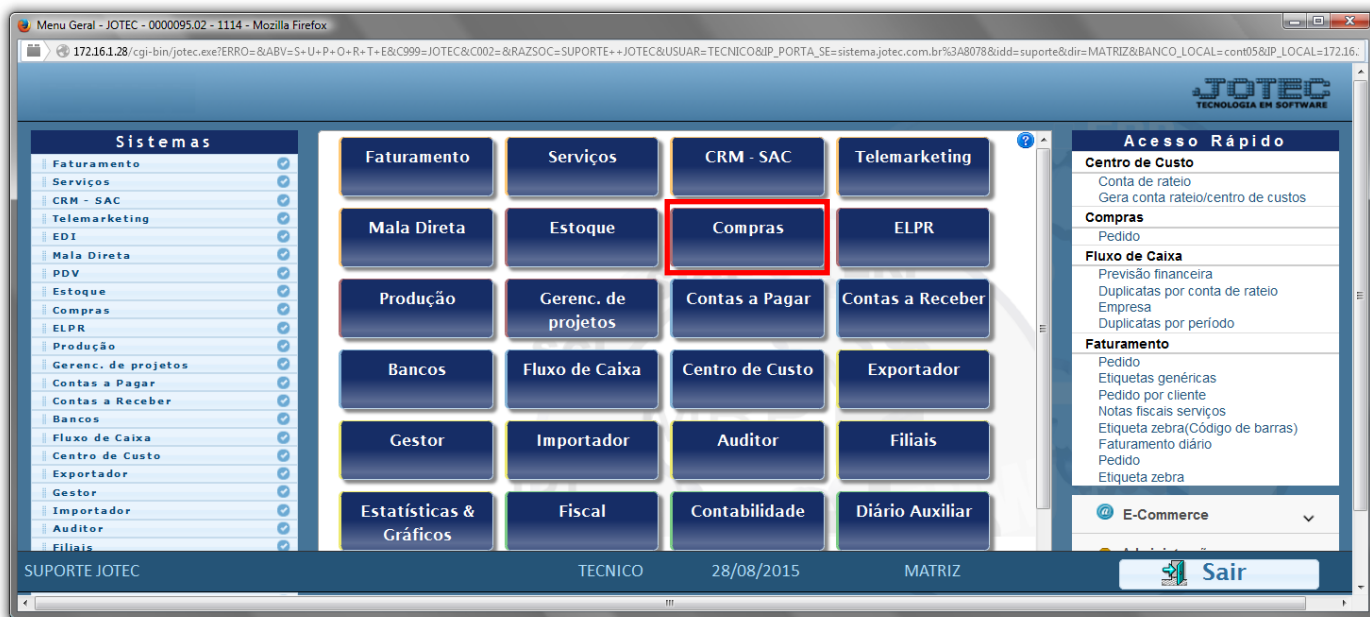 Menu Geral - JOTEC - 0000095.02 - 1114 - Mozilla Firefox
172.16.1.28/cgi-bin/jotec.exe?ERRO=&ABV=S+U+P+O+R+T+E&C999=JOTEC&C002=&RAZSOC=SUPORTE++JOTEC&USUAR=TECNICO&IP_PORTA_SE=sistema.jotec.com.br%3A8078&idd=suporte&dir=MATRIZ&BANCO_LOCAL=cont05&IP_LOCAL=172.16.
JOTEC
TECNOLOGIA EM SOFTWARE
Sistemas
Faturamento
Serviços
CRM - SAC
Telemarketing
EDI
Mala Direta
PDV
Estoque
Compras
ELPR
Produção
Gerenc. de projetos
Contas a Pagar
Contas a Receber
Bancos
Fluxo de Caixa
Centro de Custo
Exportador
Gestor
Importador
Auditor
Filiais
Faturamento
Serviços
CRM - SAC
Telemarketing
Mala Direta
Estoque
Compras
ELPR
Produção
Gerenc. de
projetos
Contas a Pagar
Contas a Receber
Bancos
Fluxo de Caixa
Centro de Custo
Exportador
Gestor
Importador
Auditor
Filiais
Estatísticas &
Gráficos
Fiscal
Contabilidade
Diário Auxiliar
Acesso Rápido
Centro de Custo
Conta de rateio
Gera conta rateio/centro de custos
Compras
Pedido
Fluxo de Caixa
Previsão financeira
Duplicatas por conta de rateio
Empresa
Duplicatas por período
Faturamento
Pedido
Etiquetas genéricas
Pedido por cliente
Notas fiscais serviços
Etiqueta zebra(Código de barras)
Faturamento diário
Pedido
Etiqueta zebra
E-Commerce
SUPORTE JOTEC
TECNICO
28/08/2015
MATRIZ
Sair